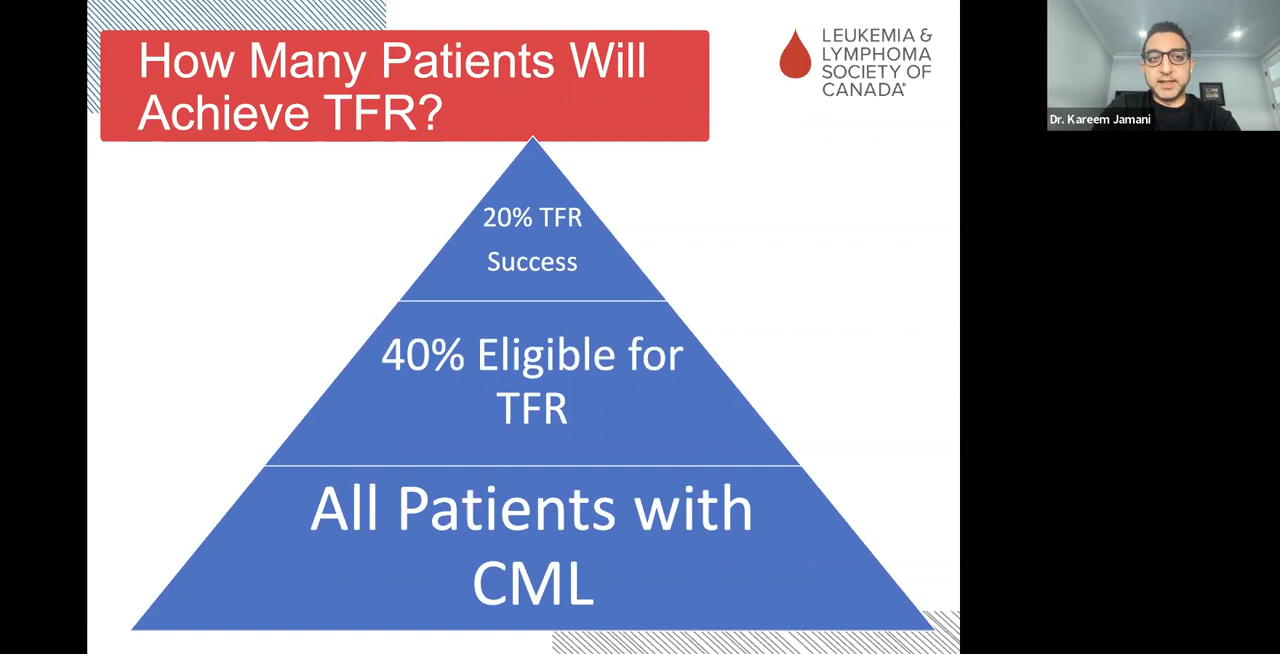 How Many Patients Will
Achieve TFR?
LEUKEMIA &
LYMPHOMA
SOCIETY OF
CANADA®
Dr. Kareem Jamani
20% TFR
Success
40% Eligible for
TFR
All Patients with
CML